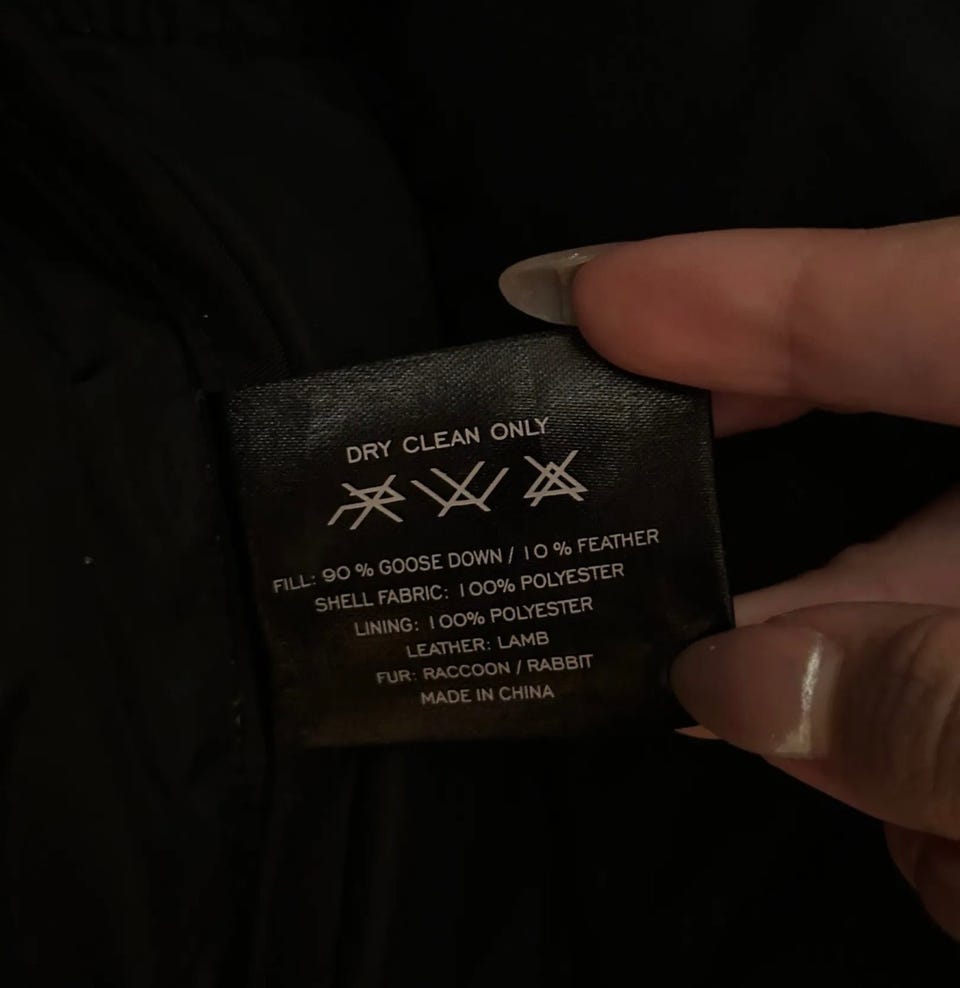 DRY CLEAN ONLY
FILL: 90 % GOOSE DOWN / 10 % FEATHER
SHELL FABRIC: 100% POLYESTER
LINING: 100% POLYESTER
LEATHER: LAMB
FUR: RACCOON / RABBIT
MADE IN CHINA